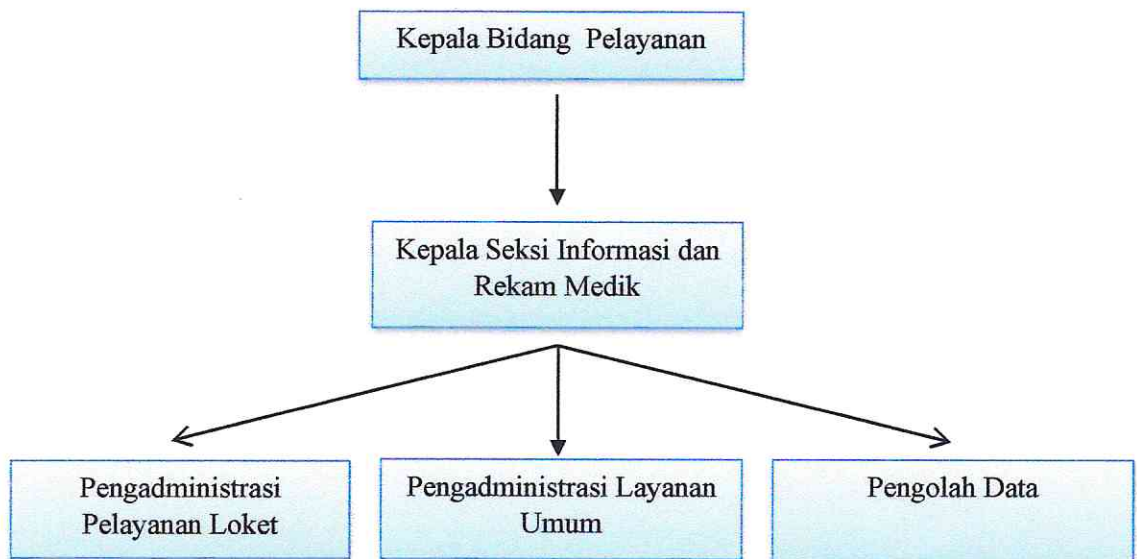 Kepala Bidang Pelayanan
Kepala Seksi Informasi dan
Rekam Medik
Pengadministrasi
Pelayanan Loket
Pengadministrasi Layanan
Umum
Pengolah Data